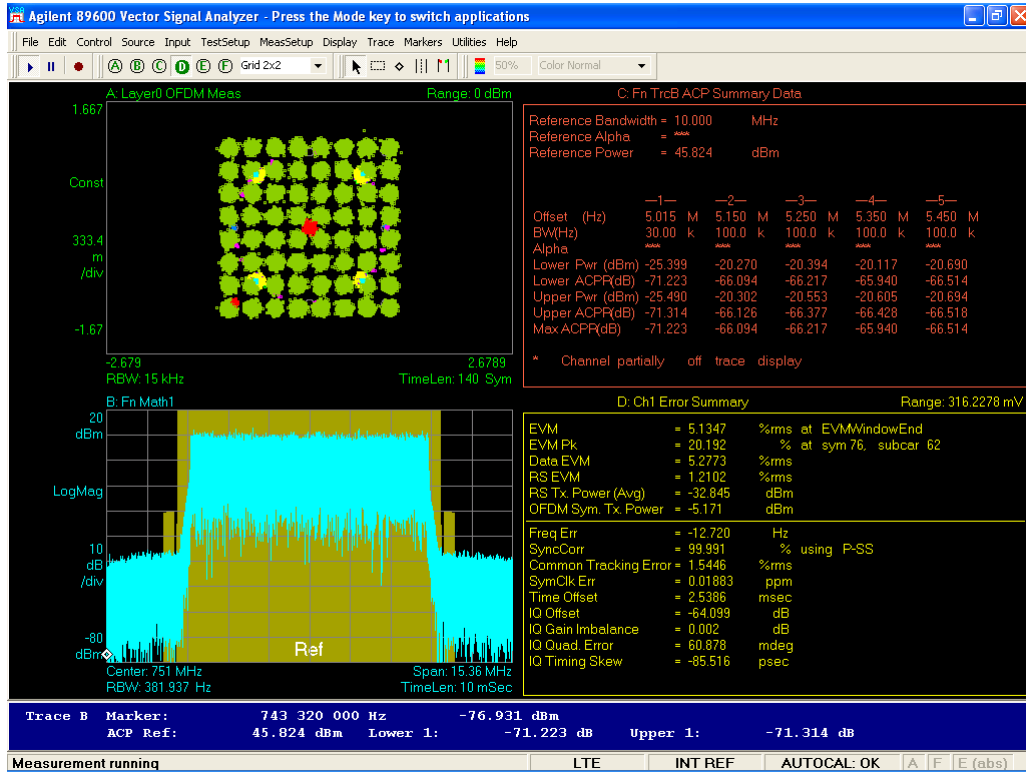 Agilent 89600 Vector Signal Analyzer - Press the Mode key to switch applications
File Edit Control Source Input TestSetup MeasSetup Display Trace Markers Utilities Help
A B C D E F Grid 2x2 50% Color Normal
A: Layer0 OFDM Meas Range: 0 dBm
1.667
Const
333.4
m
/div
-1.67
-2.679 2.6789
RBW: 15 kHz TimeLen: 140 Sym
C: Fn TrcB ACP Summary Data
Reference Bandwidth = 10.000 MHz
Reference Alpha = ***
Reference Power = 45.824 dBm
—1— —2— —3— —4— —5—
Offset (Hz) 5.015 M 5.150 M 5.250 M 5.350 M 5.450 M
BW(Hz) 30.00 k 100.0 k 100.0 k 100.0 k 100.0 k
Alpha *** *** *** *** ***
Lower Pwr (dBm) -25.399 -20.270 -20.394 -20.117 -20.690
Lower ACPR(dB) -71.223 -66.094 -66.217 -65.940 -66.514
Upper Pwr (dBm) -25.490 -20.302 -20.553 -20.605 -20.694
Upper ACPR(dB) -71.314 -66.126 -66.377 -66.428 -66.518
Max ACPR(dB) -71.223 -66.094 -66.217 -65.940 -66.514
* Channel partially off trace display
B: Fn Math1
20
dBm
LogMag
10
dB
/div
-80
dBm
Ref
Center: 751 MHz Span: 15.36 MHz
RBW: 381.937 Hz TimeLen: 10 mSec
D: Ch1 Error Summary Range: 316.2278 mV
EVM = 5.1347 %rms at EVMWindowEnd
EVM Pk = 20.192 % at sym 76, subcar 62
Data EVM = 5.2773 %rms
RS EVM = 1.2102 %rms
RS Tx. Power (Avg) = -32.845 dBm
OFDM Sym. Tx. Power = -5.171 dBm
Freq Err = -12.720 Hz
SyncCorr = 99.991 % using P-SS
Common Tracking Error = 1.5446 %rms
SymClk Err = 0.01883 ppm
Time Offset = 2.5386 msec
IQ Offset = -64.099 dB
IQ Gain Imbalance = 0.002 dB
IQ Quad. Error = 60.878 mdeg
IQ Timing Skew = -85.516 psec
Trace B Marker: 743 320 000 Hz -76.931 dBm
ACP Ref: 45.824 dBm Lower 1: -71.223 dB Upper 1: -71.314 dB
Measurement running LTE INT REF AUTOCAL: OK A F E (abs)